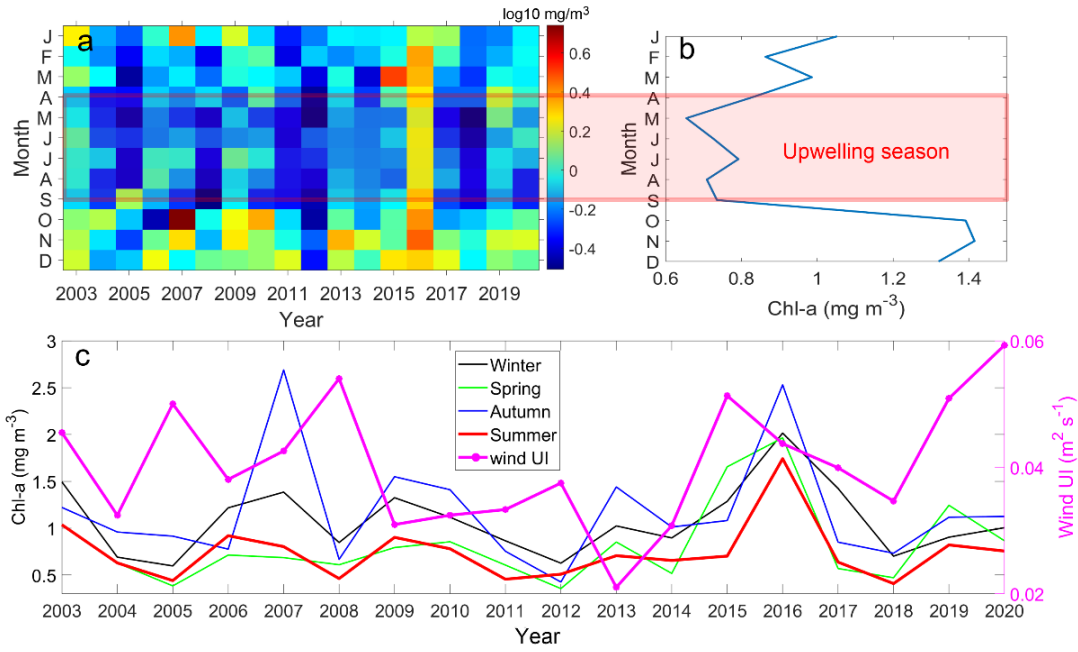 log10 mg/m³
a
J
F
M
A
M
J
J
A
S
O
N
D
Month
2003 2005 2007 2009 2011 2013 2015 2017 2019
Year
0.6
0.4
0.2
0
-0.2
-0.4
b
J
F
M
A
M
J
J
A
S
O
N
D
Month
Upwelling season
0.6 0.8 1 1.2 1.4
Chl-a (mg m⁻³)
c
3
2.5
2
1.5
1
0.5
Chl-a (mg m⁻³)
Winter
Spring
Autumn
Summer
wind UI
0.06
0.04
0.02
Wind UI (m² s⁻¹)
2003 2004 2005 2006 2007 2008 2009 2010 2011 2012 2013 2014 2015 2016 2017 2018 2019 2020
Year